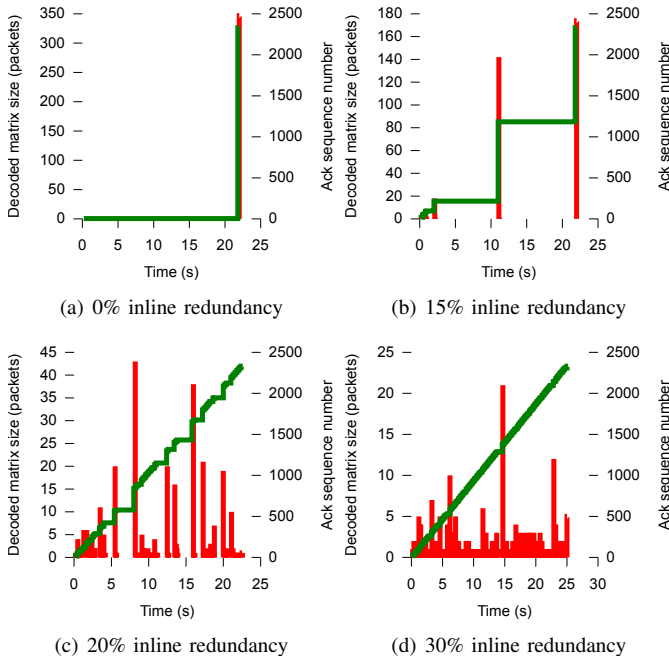 350
300
250
200
150
100
50
0
Decoded matrix size (packets)
0 5 10 15 20 25
Time (s)
2500
2000
1500
1000
500
0
Ack sequence number
(a) 0% inline redundancy
180
160
140
120
100
80
60
40
20
0
Decoded matrix size (packets)
0 5 10 15 20 25
Time (s)
2500
2000
1500
1000
500
0
Ack sequence number
(b) 15% inline redundancy
45
40
35
30
25
20
15
10
5
0
Decoded matrix size (packets)
0 5 10 15 20 25
Time (s)
2500
2000
1500
1000
500
0
Ack sequence number
(c) 20% inline redundancy
25
20
15
10
5
0
Decoded matrix size (packets)
0 5 10 15 20 25 30
Time (s)
2500
2000
1500
1000
500
0
Ack sequence number
(d) 30% inline redundancy